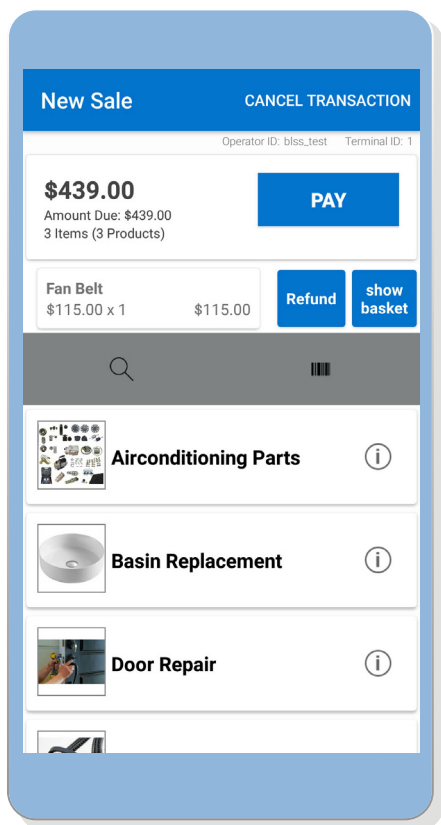 New Sale CANCEL TRANSACTION
Operator ID: blss_test Terminal ID: 1
$439.00
Amount Due: $439.00
3 Items (3 Products)
PAY
Fan Belt
$115.00 x 1 $115.00
Refund
show
basket
Airconditioning Parts
Basin Replacement
Door Repair